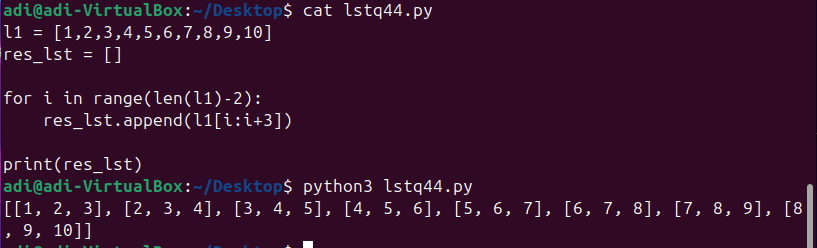 adi@adi-VirtualBox:~/Desktop$ cat lstq44.py
l1 = [1,2,3,4,5,6,7,8,9,10]
res_lst = []

for i in range(len(l1)-2):
    res_lst.append(l1[i:i+3])

print(res_lst)
adi@adi-VirtualBox:~/Desktop$ python3 lstq44.py
[[1, 2, 3], [2, 3, 4], [3, 4, 5], [4, 5, 6], [5, 6, 7], [6, 7, 8], [7, 8, 9], [8
, 9, 10]]
adi@adi-VirtualBox:~/Desktop$